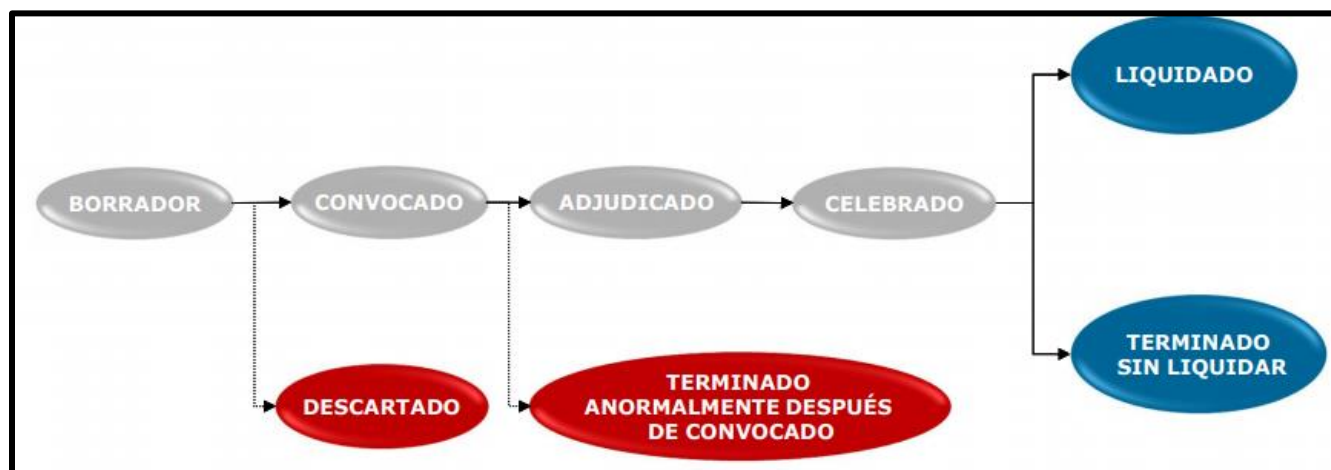 LIQUIDADO
BORRADOR
CONVOCADO
ADJUDICADO
CELEBRADO
TERMINADO
SIN LIQUIDAR
DESCARTADO
TERMINADO
ANORMALMENTE DESPUÉS
DE CONVOCADO